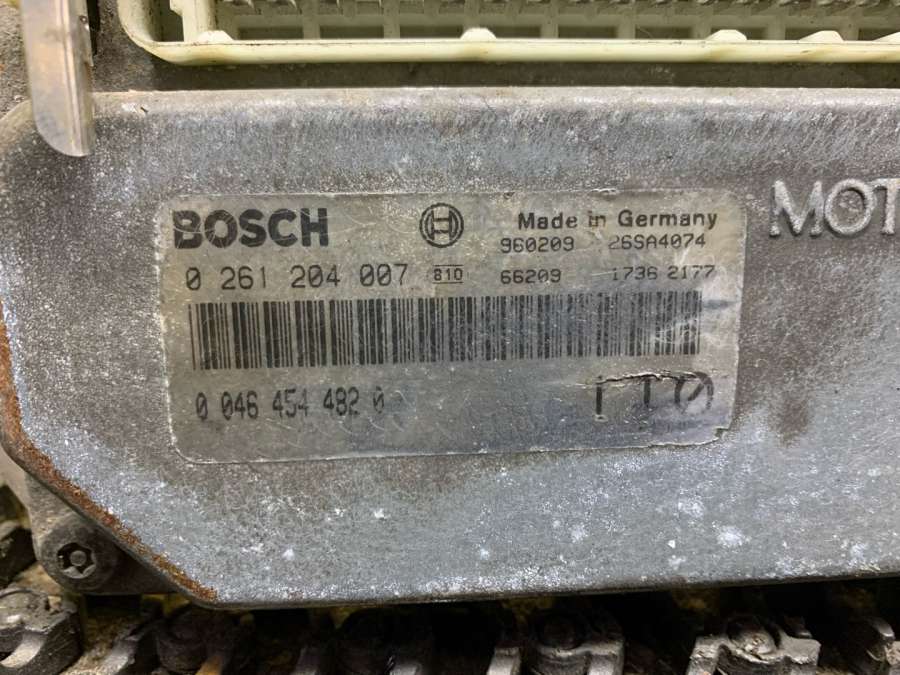 BOSCH
Made in Germany
960209 26SA4074
0 261 204 007 810 66209 1736 2177
0 046 454 482 0
MOT